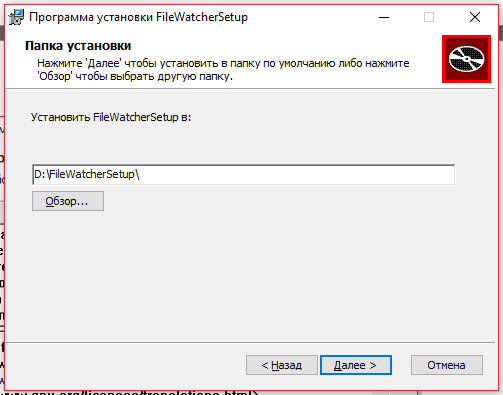 Программа установки FileWatcherSetup
Папка установки
Нажмите 'Далее' чтобы установить в папку по умолчанию либо нажмите
'Обзор' чтобы выбрать другую папку.
Установить FileWatcherSetup в:
D:\FileWatcherSetup\
Обзор...
< Назад
Далее >
Отмена